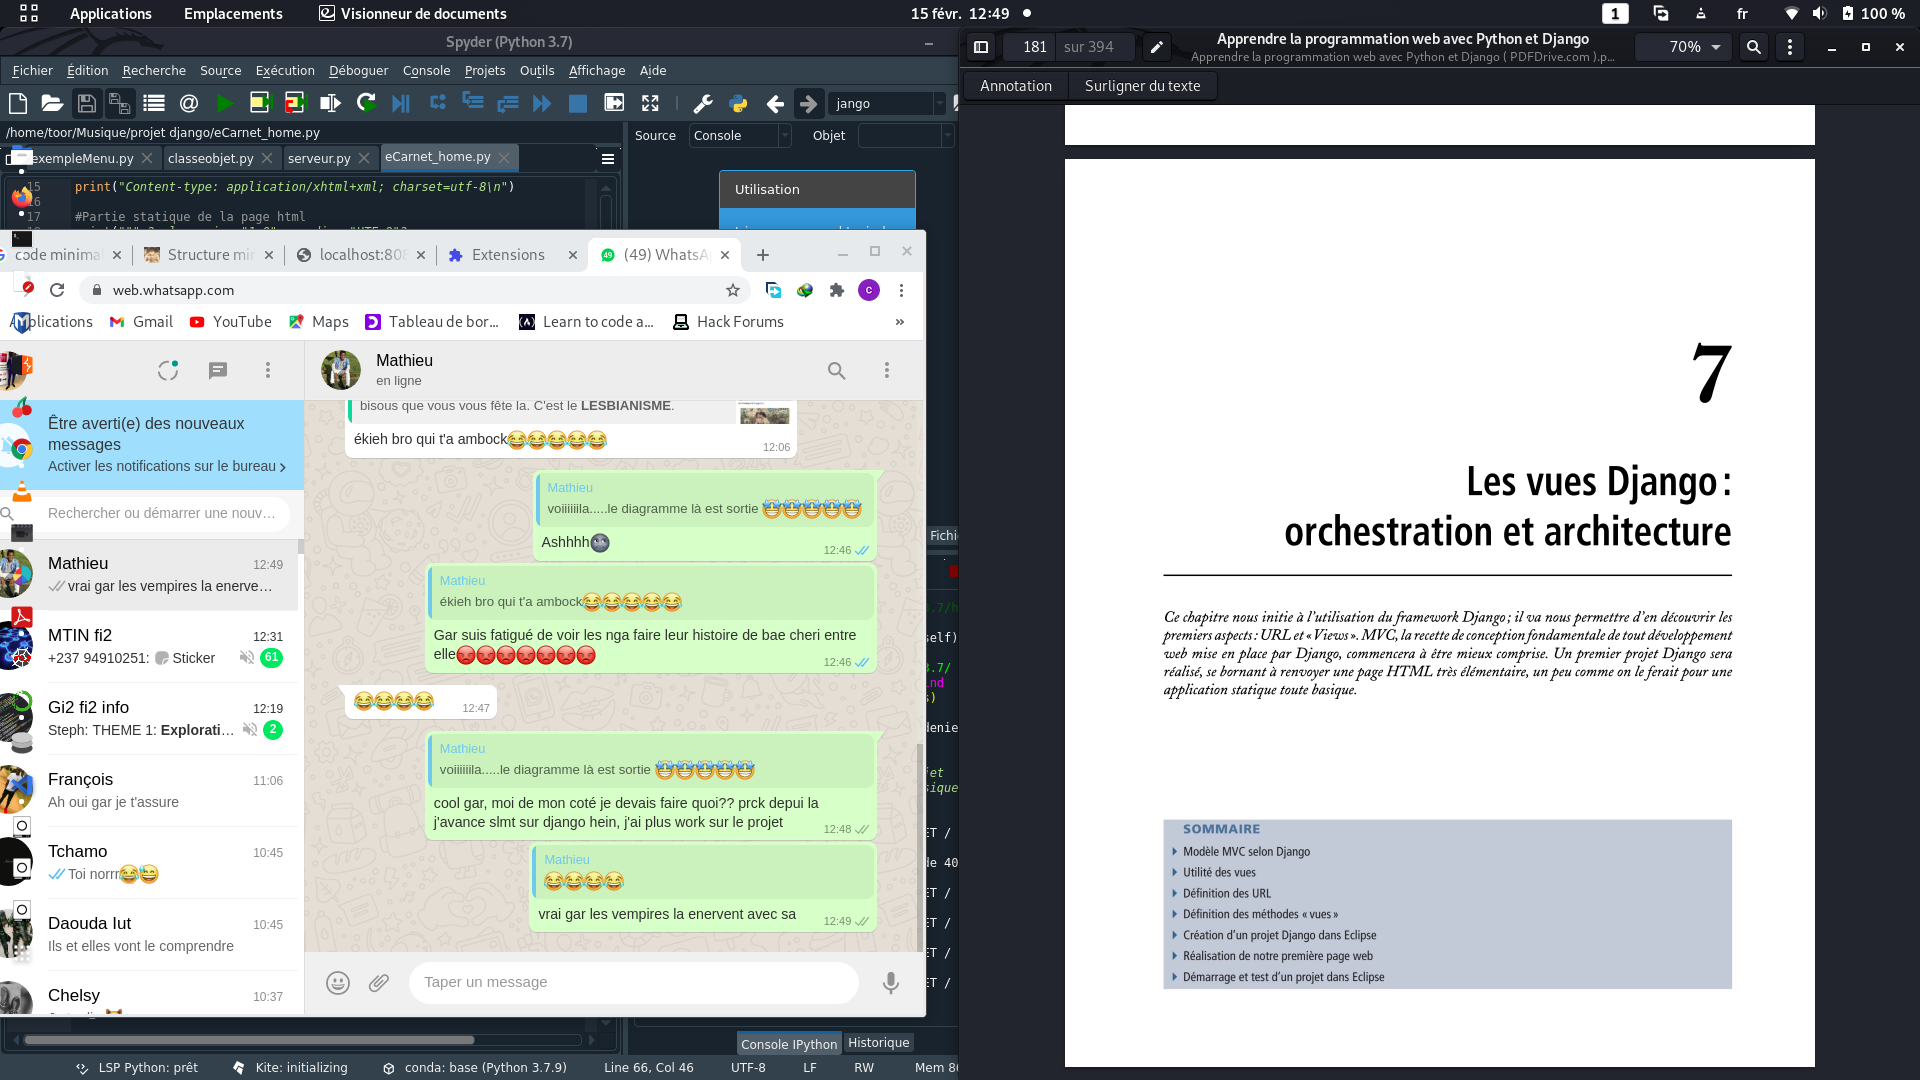 Applications Emplacements Visionneur de documents 15 févr. 12:49 1 fr 100 %
Spyder (Python 3.7)
Fichier Édition Recherche Source Exécution Déboguer Console Projets Outils Affichage Aide
jango
/home/toor/Musique/projet django/eCarnet_home.py
exempleMenu.py classeobjet.py serveur.py eCarnet_home.py
15 print("Content-type: application/xhtml+xml; charset=utf-8\n")
16
17 #Partie statique de la page html
Source Console Objet
Utilisation
code minima Structure mi localhost:808 Extensions (49) WhatsA
web.whatsapp.com
c
Applications Gmail YouTube Maps Tableau de bor... Learn to code a... Hack Forums »
Être averti(e) des nouveaux
messages
Activer les notifications sur le bureau
Rechercher ou démarrer une nouv...
Mathieu 12:49
vrai gar les vempires la enerve...
MTIN fi2 12:31
+237 94910251: Sticker 61
Gi2 fi2 info 12:19
Steph: THEME 1: Explorati... 2
François 11:06
Ah oui gar je t'assure
Tchamo 10:45
Toi norrr😂😅
Daouda Iut 10:45
Ils et elles vont le comprendre
Chelsy 10:37
Mathieu
en ligne
bisous que vous vous fête la. C'est le LESBIANISME.
ékieh bro qui t'a ambock😂😂😂😂😂
12:06
Mathieu
voiiiiiila.....le diagramme là est sortie 🤩🤩🤩🤩🤩
Ashhhh🌚
12:46
Mathieu
ékieh bro qui t'a ambock😂😂😂😂😂
Gar suis fatigué de voir les nga faire leur histoire de bae cheri entre
elle😡😡😡😡😡😡😡
12:46
😂😂😂😂
12:47
Mathieu
voiiiiiila.....le diagramme là est sortie 🤩🤩🤩🤩🤩
cool gar, moi de mon coté je devais faire quoi?? prck depui la
j'avance slmt sur django hein, j'ai plus work sur le projet
12:48
Mathieu
😂😂😂😂
vrai gar les vempires la enervent avec sa
12:49
Taper un message
Fichi
self)
3.7/
ind
denie
jet
sique
ET /
de 40
ET /
ET /
ET /
ET /
Console IPython Historique
LSP Python: prêt Kite: initializing conda: base (Python 3.7.9) Line 66, Col 46 UTF-8 LF RW Mem 86
181 sur 394
Apprendre la programmation web avec Python et Django
Apprendre la programmation web avec Python et Django ( PDFDrive.com ).p...
70%
Annotation Surligner du texte
7
Les vues Django :
orchestration et architecture
Ce chapitre nous initie à l'utilisation du framework Django ; il va nous permettre d'en découvrir les
premiers aspects : URL et « Views ». MVC, la recette de conception fondamentale de tout développement
web mise en place par Django, commencera à être mieux comprise. Un premier projet Django sera
réalisé, se bornant à renvoyer une page HTML très élémentaire, un peu comme on le ferait pour une
application statique toute basique.
SOMMAIRE
Modèle MVC selon Django
Utilité des vues
Définition des URL
Définition des méthodes « vues »
Création d'un projet Django dans Eclipse
Réalisation de notre première page web
Démarrage et test d'un projet dans Eclipse